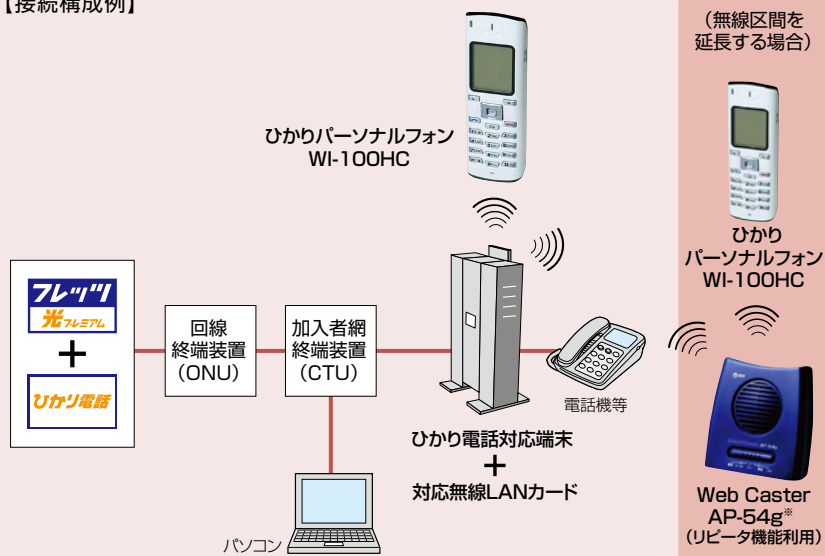 【接続構成例】
(無線区間を
延長する場合)
ひかりパーソナルフォン
WI-100HC
ひかり
パーソナルフォン
WI-100HC
フレッツ
光プレミアム
+
ひかり電話
回線
終端装置
(ONU)
加入者網
終端装置
(CTU)
電話機等
ひかり電話対応端末
+
対応無線LANカード
パソコン
Web Caster
AP-54g※
(リピータ機能利用)